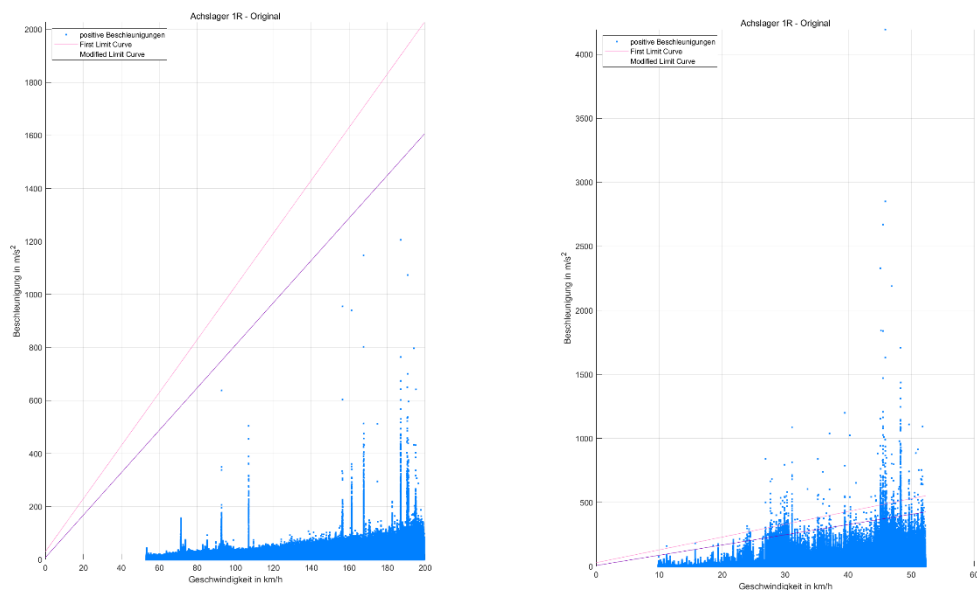 Achslager 1R - Original
positive Beschleunigungen
First Limit Curve
Modified Limit Curve
2000
1800
1600
1400
1200
1000
800
600
400
200
0
Beschleunigung in m/s²
0 20 40 60 80 100 120 140 160 180 200
Geschwindigkeit in km/h
Achslager 1R - Original
positive Beschleunigungen
First Limit Curve
Modified Limit Curve
4000
3500
3000
2500
2000
1500
1000
500
0
Beschleunigung in m/s²
0 10 20 30 40 50 60
Geschwindigkeit in km/h